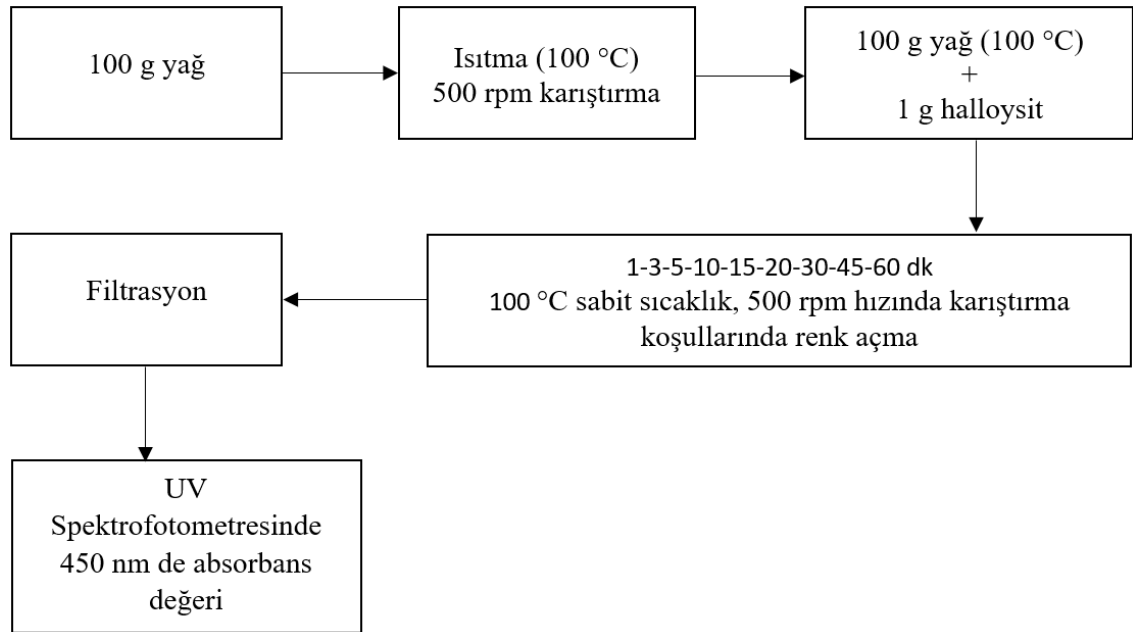 100 g yağ
Isıtma (100 °C)
500 rpm karıştırma
100 g yağ (100 °C)
+
1 g halloysit
1-3-5-10-15-20-30-45-60 dk
100 °C sabit sıcaklık, 500 rpm hızında karıştırma
koşullarında renk açma
Filtrasyon
UV
Spektrofotometresinde
450 nm de absorbans
değeri